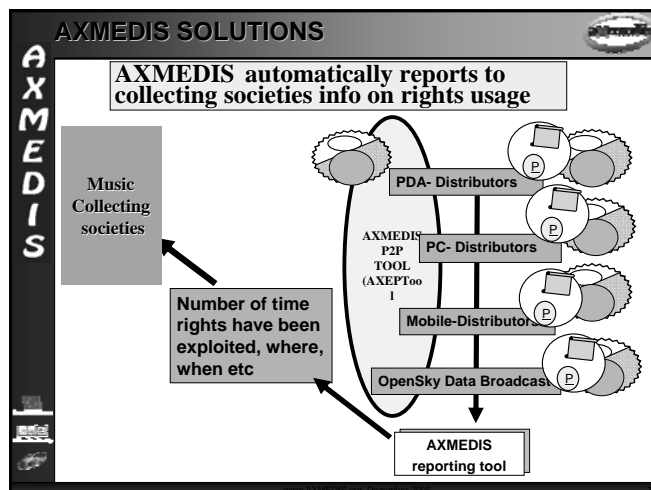 AXMEDIS SOLUTIONS
AXMEDIS
AXMEDIS automatically reports to
collecting societies info on rights usage
Music
Collecting
societies
P
PDA- Distributors
P
AXMEDIS
P2P
TOOL
(AXEPToo
l
PC- Distributors
Number of time
rights have been
exploited, where,
when etc
P
Mobile-Distributors
P
OpenSky Data Broadcast
AXMEDIS
reporting tool